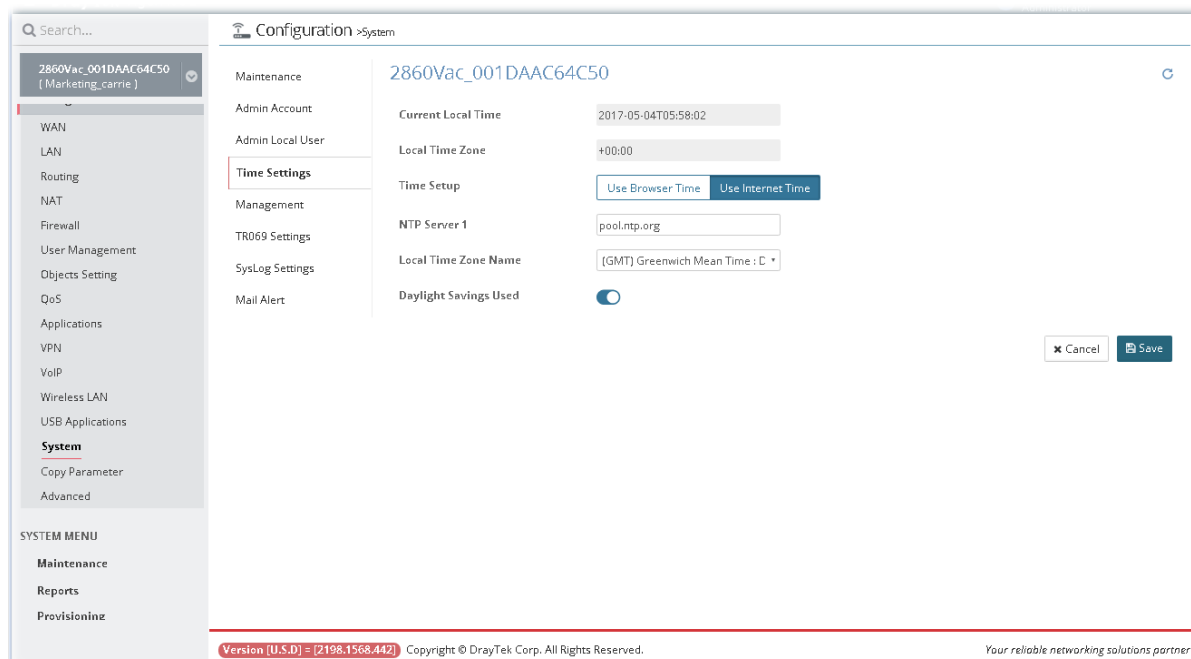 Search...
Configuration >System
2860Vac_001DAAC64C50
( Marketing_carrie )
WAN
LAN
Routing
NAT
Firewall
User Management
Objects Setting
QoS
Applications
VPN
VoIP
Wireless LAN
USB Applications
System
Copy Parameter
Advanced
SYSTEM MENU
Maintenance
Reports
Provisioning
Maintenance
Admin Account
Admin Local User
Time Settings
Management
TR069 Settings
SysLog Settings
Mail Alert
2860Vac_001DAAC64C50
Current Local Time 2017-05-04T05:58:02
Local Time Zone +00:00
Time Setup Use Browser Time Use Internet Time
NTP Server 1 pool.ntp.org
Local Time Zone Name (GMT) Greenwich Mean Time : D
Daylight Savings Used
Cancel Save
Version [U.S.D] = [2198.1568.442] Copyright © DrayTek Corp. All Rights Reserved. Your reliable networking solutions partner